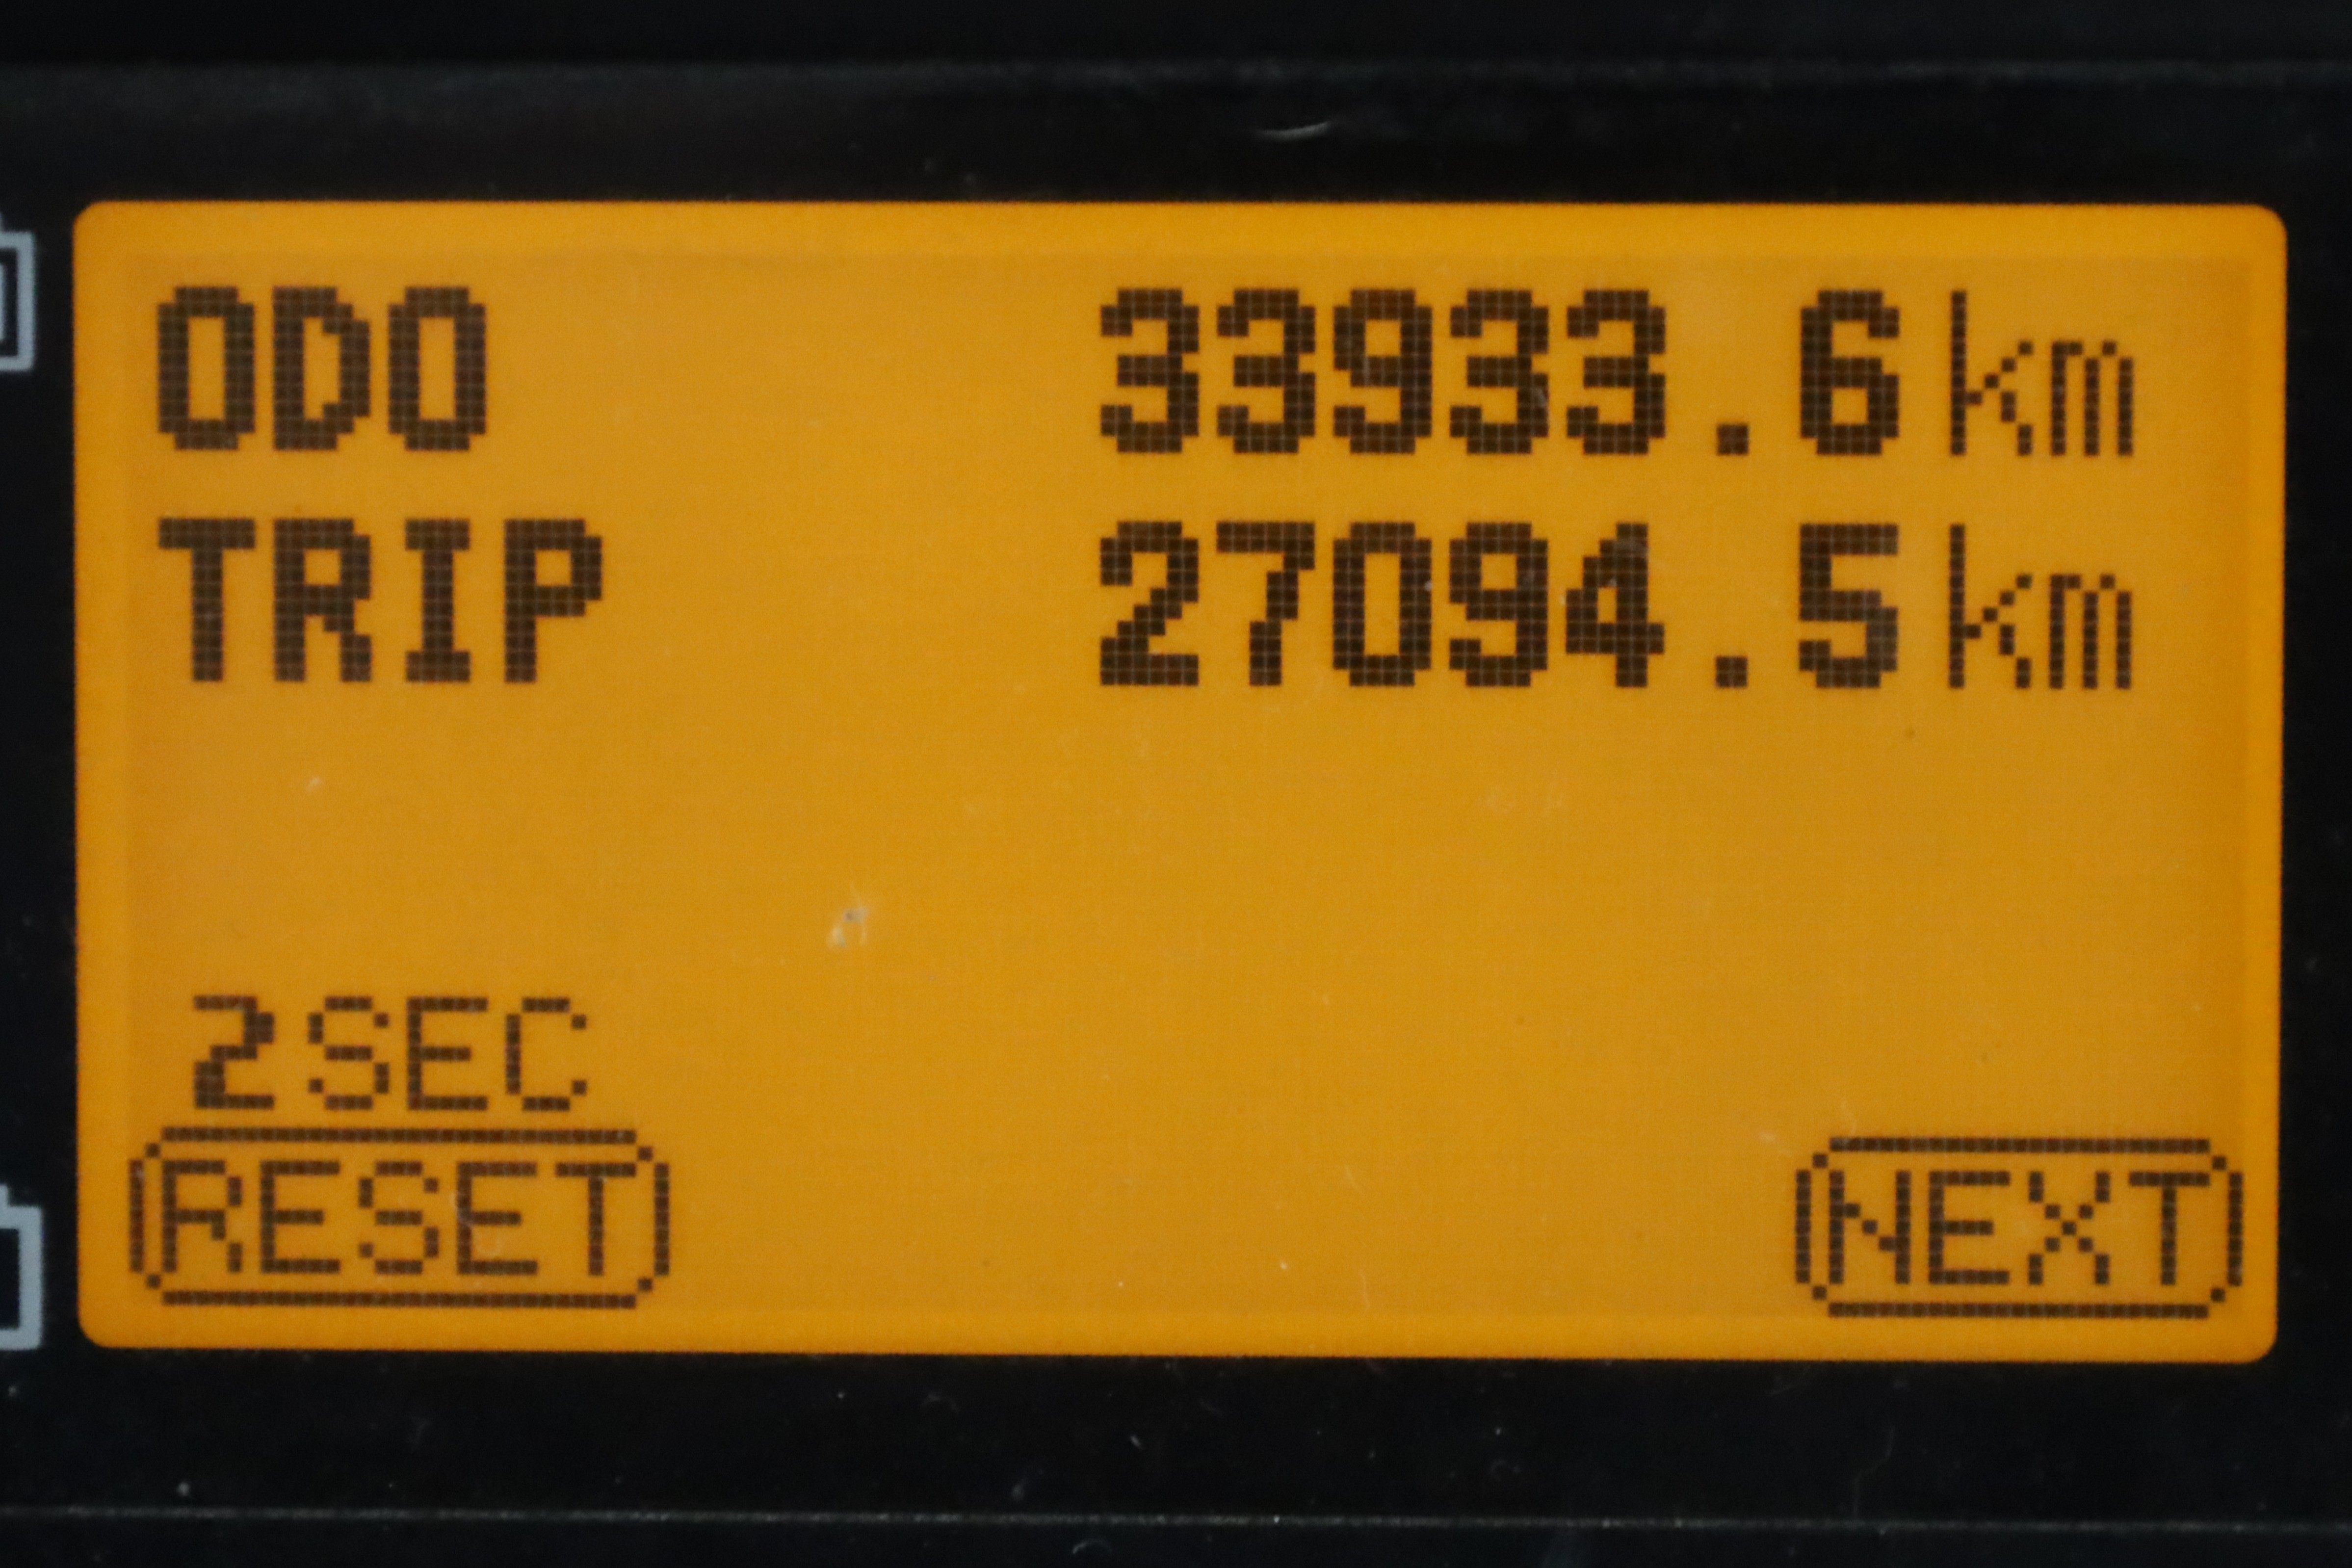 ODO 33933.6km
TRIP 27094.5km
2SEC
RESET NEXT